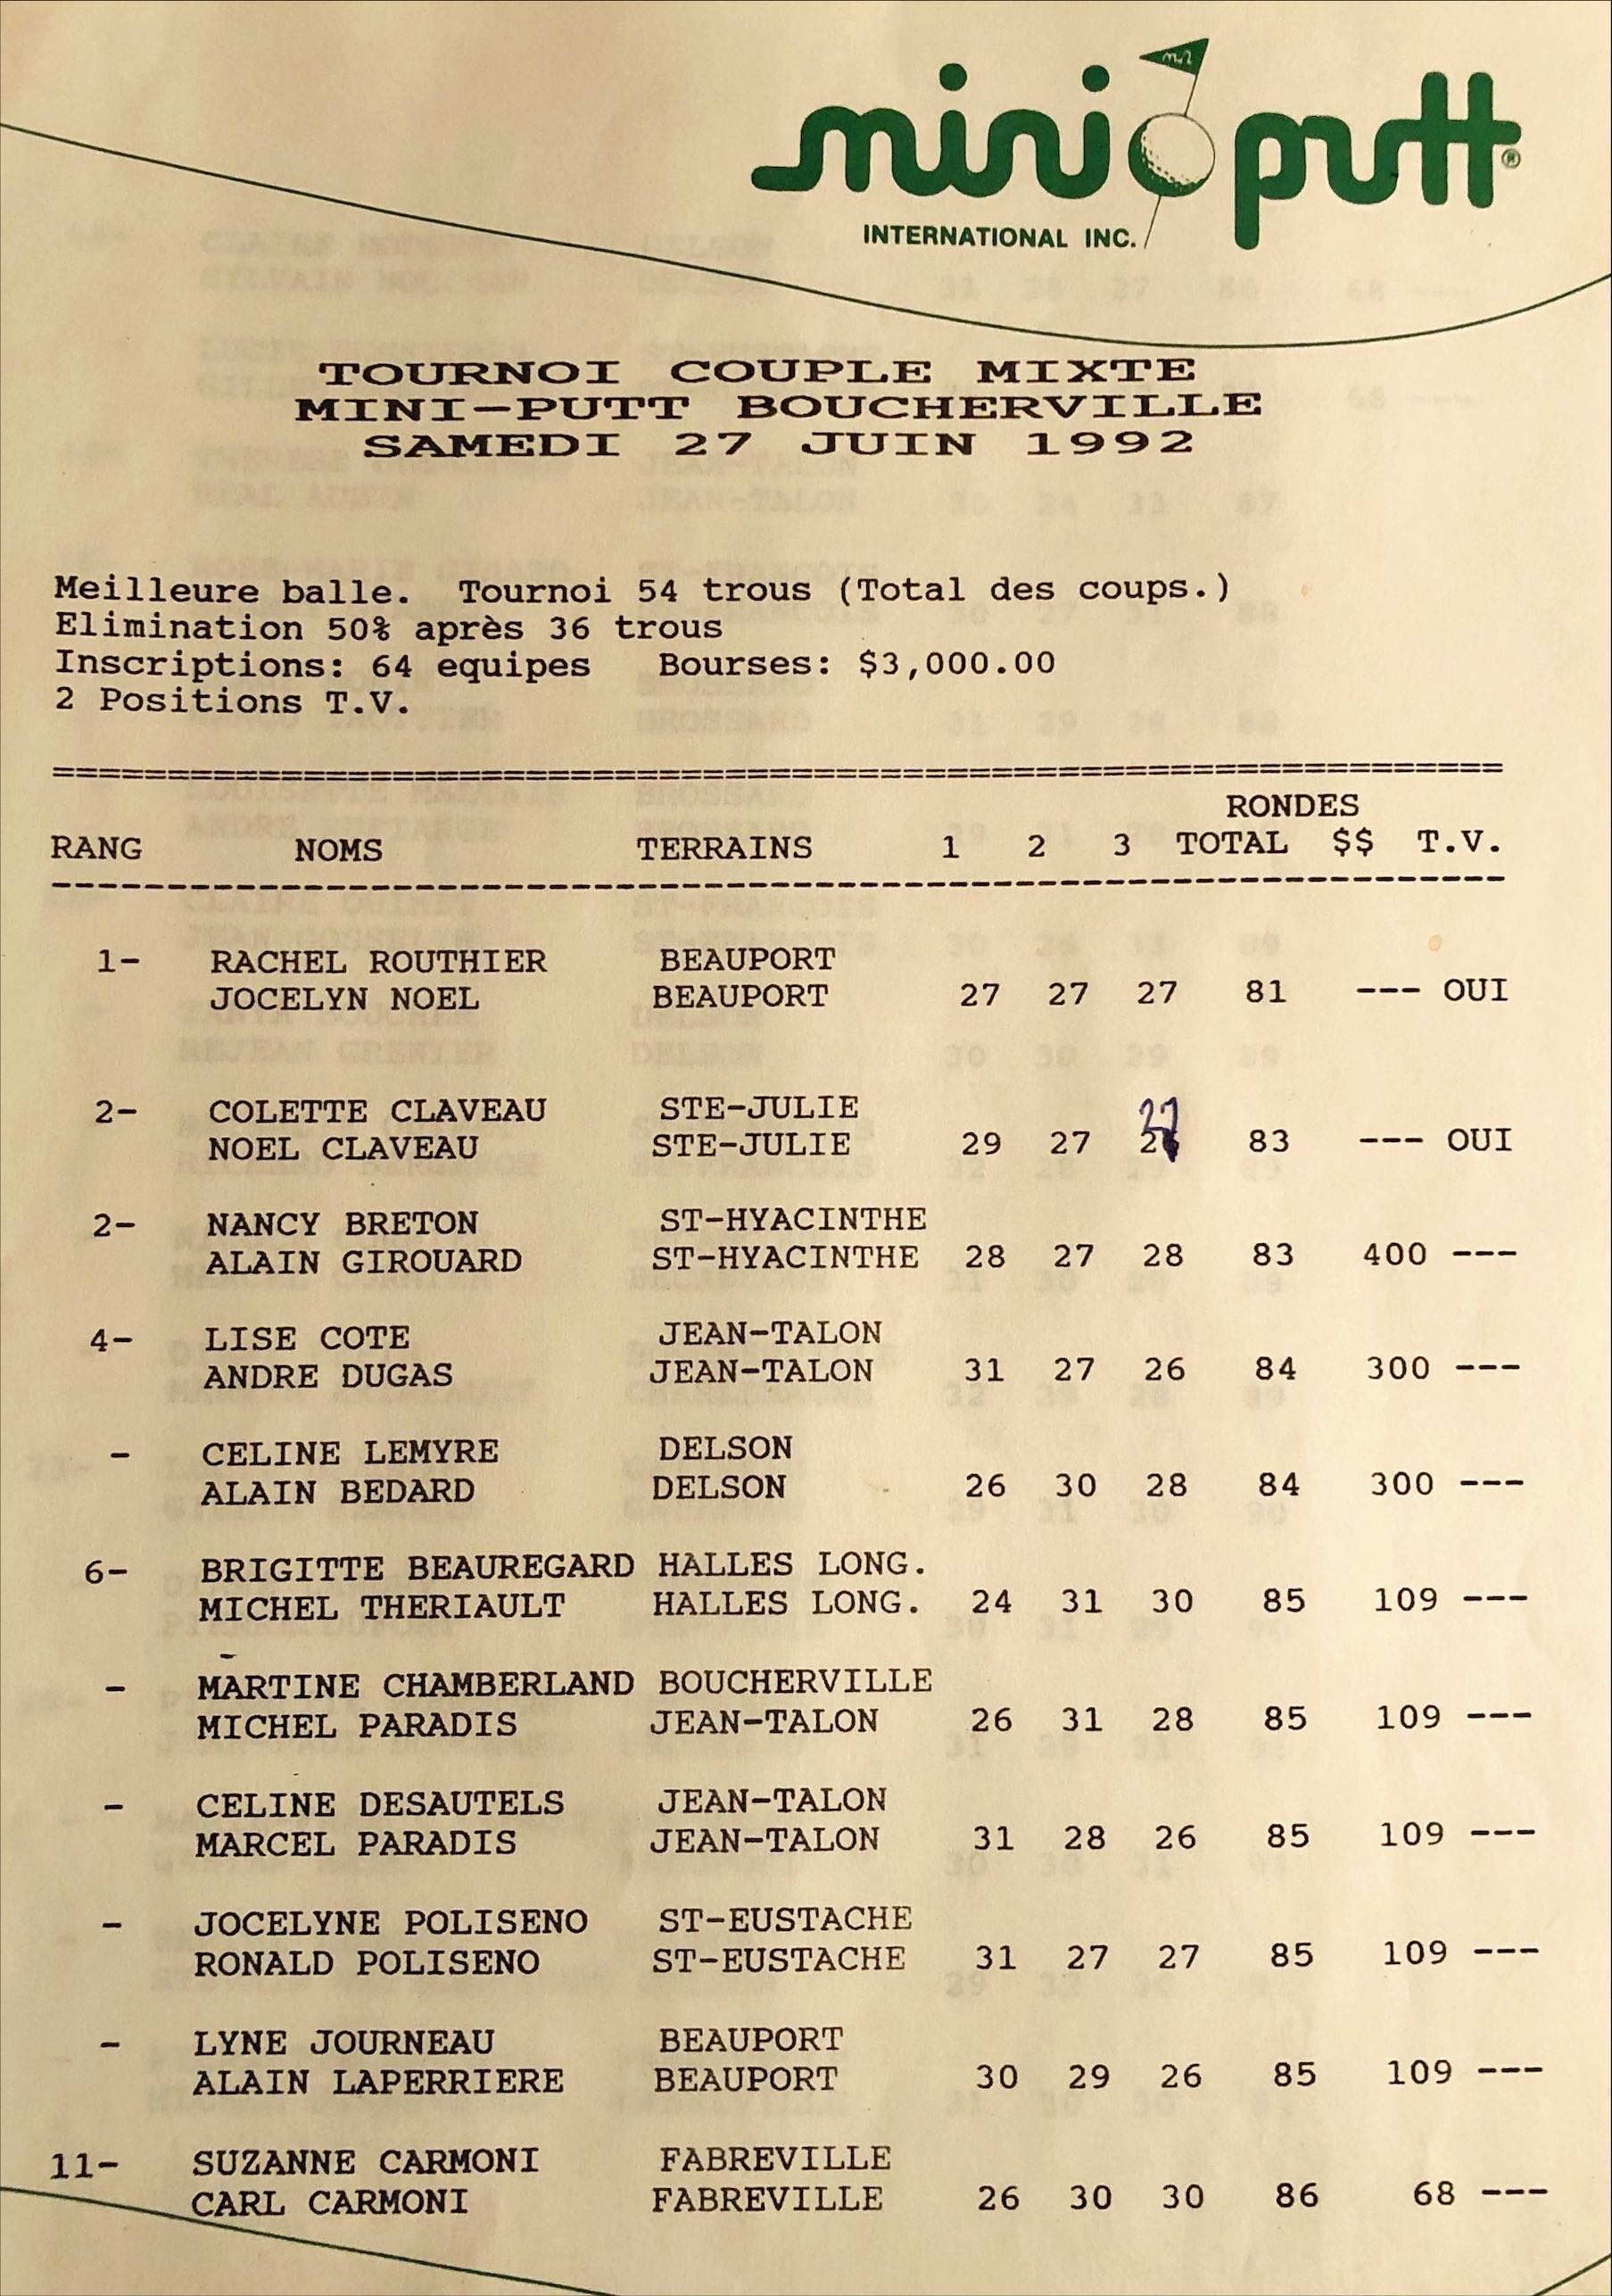 mini putt ®
INTERNATIONAL INC.
TOURNOI COUPLE MIXTE
MINI-PUTT BOUCHERVILLE
SAMEDI 27 JUIN 1992
Meilleure balle. Tournoi 54 trous (Total des coups.)
Elimination 50% après 36 trous
Inscriptions: 64 equipes Bourses: $3,000.00
2 Positions T.V.
RONDES
RANG NOMS TERRAINS 1 2 3 TOTAL $$ T.V.
1- RACHEL ROUTHIER BEAUPORT
JOCELYN NOEL BEAUPORT 27 27 27 81 --- OUI
2- COLETTE CLAVEAU STE-JULIE 27
NOEL CLAVEAU STE-JULIE 29 27 83 --- OUI
2- NANCY BRETON ST-HYACINTHE
ALAIN GIROUARD ST-HYACINTHE 28 27 28 83 400 ---
4- LISE COTE JEAN-TALON
ANDRE DUGAS JEAN-TALON 31 27 26 84 300 ---
- CELINE LEMYRE DELSON
ALAIN BEDARD DELSON 26 30 28 84 300 ---
6- BRIGITTE BEAUREGARD HALLES LONG.
MICHEL THERIAULT HALLES LONG. 24 31 30 85 109 ---
- MARTINE CHAMBERLAND BOUCHERVILLE
MICHEL PARADIS JEAN-TALON 26 31 28 85 109 ---
- CELINE DESAUTELS JEAN-TALON
MARCEL PARADIS JEAN-TALON 31 28 26 85 109 ---
- JOCELYNE POLISENO ST-EUSTACHE
RONALD POLISENO ST-EUSTACHE 31 27 27 85 109 ---
- LYNE JOURNEAU BEAUPORT
ALAIN LAPERRIERE BEAUPORT 30 29 26 85 109 ---
11- SUZANNE CARMONI FABREVILLE
CARL CARMONI FABREVILLE 26 30 30 86 68 ---